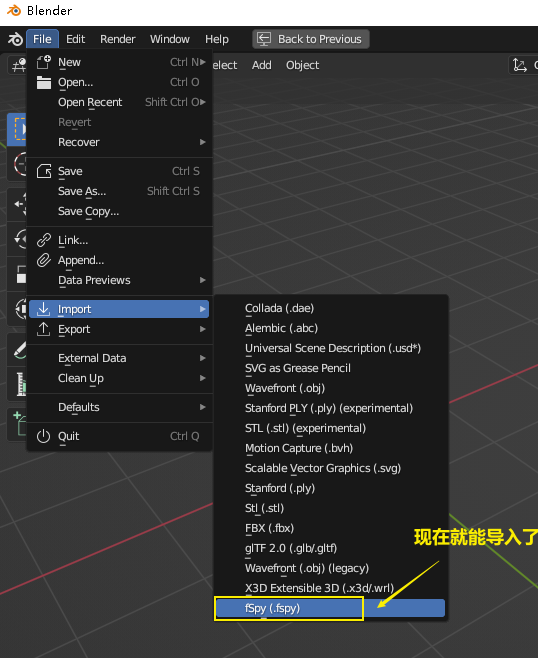 Blender
File Edit Render Window Help Back to Previous
New Ctrl N
elect Add Object
Open... Ctrl O
Open Recent Shift Ctrl O
Revert
Recover
Save Ctrl S
Save As... Shift Ctrl S
Save Copy...
Link...
Append...
Data Previews
Import
Export
External Data
Clean Up
Defaults
Quit Ctrl Q
Collada (.dae)
Alembic (.abc)
Universal Scene Description (.usd*)
SVG as Grease Pencil
Wavefront (.obj)
Stanford PLY (.ply) (experimental)
STL (.stl) (experimental)
Motion Capture (.bvh)
Scalable Vector Graphics (.svg)
Stanford (.ply)
Stl (.stl)
FBX (.fbx)
glTF 2.0 (.glb/.gltf)
Wavefront (.obj) (legacy)
X3D Extensible 3D (.x3d/.wrl)
fSpy (.fspy)
现在就能导入了